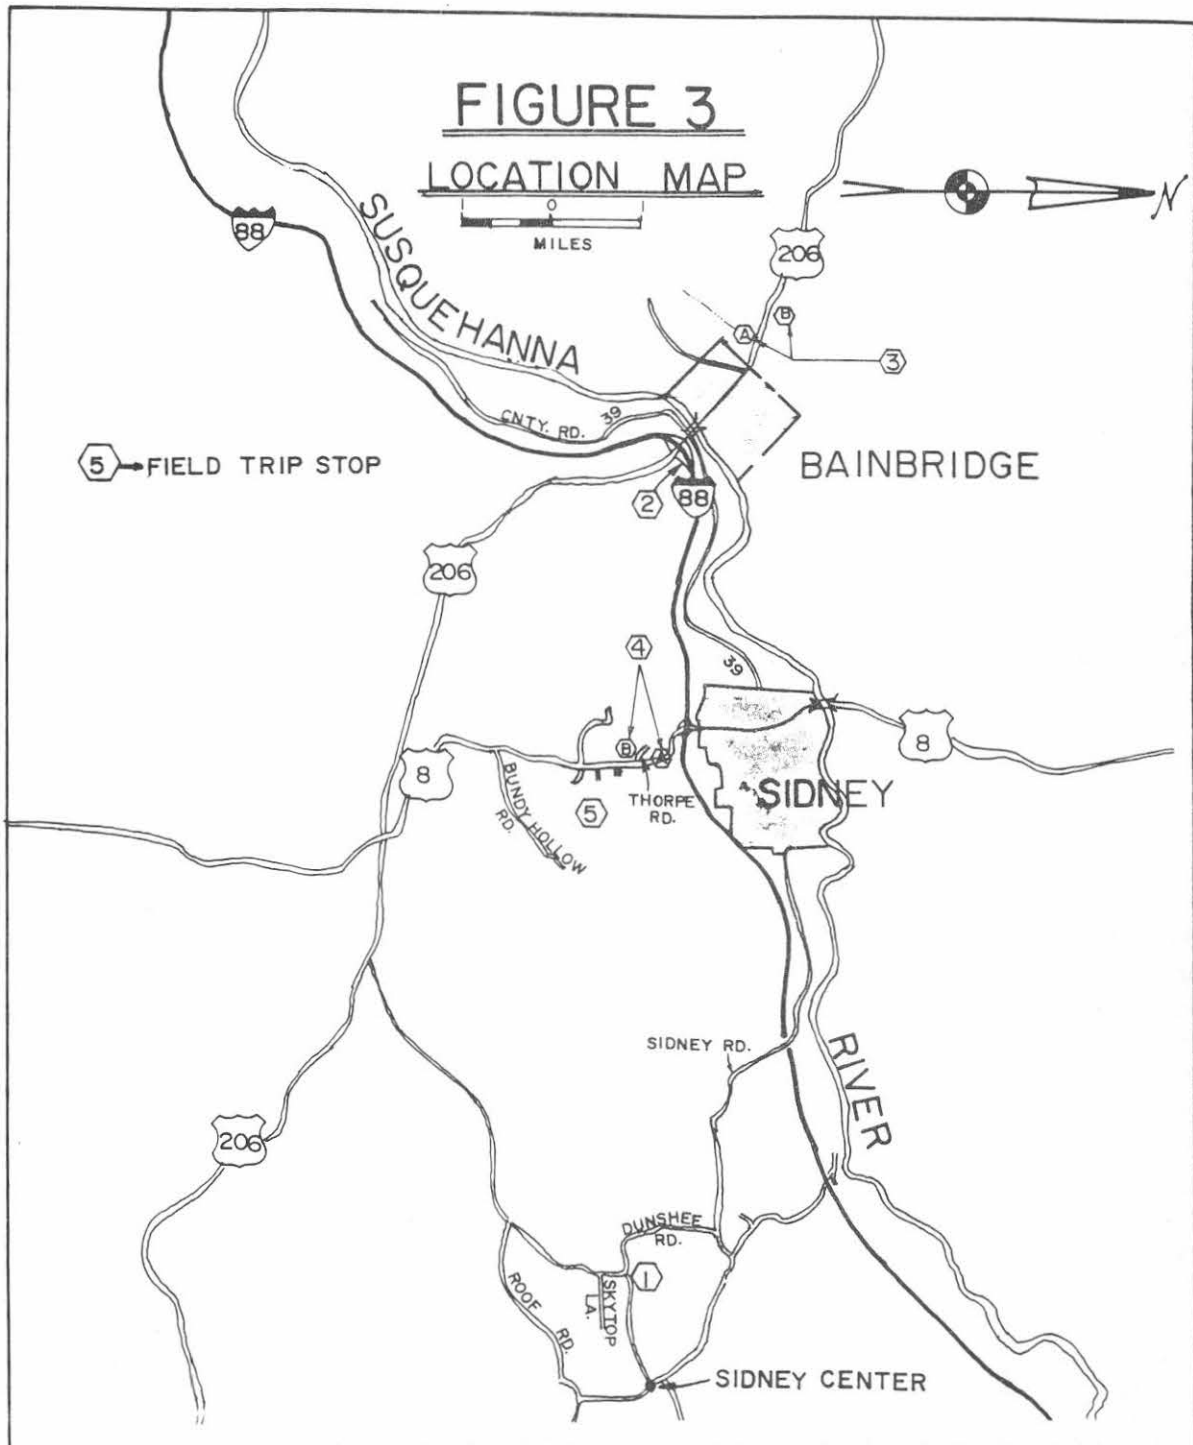 FIGURE 3
LOCATION MAP
0
MILES
N
88
SUSQUEHANNA
206
A
B
3
CNTY. RD. 39
5 FIELD TRIP STOP
BAINBRIDGE
2
88
206
4
39
B
8
8
SIDNEY
THORPE
RD.
5
BUNDY HOLLOW
RD.
SIDNEY RD.
RIVER
206
DUNSHEE
RD.
1
SKYTOP
LA.
ROOF RD.
SIDNEY CENTER